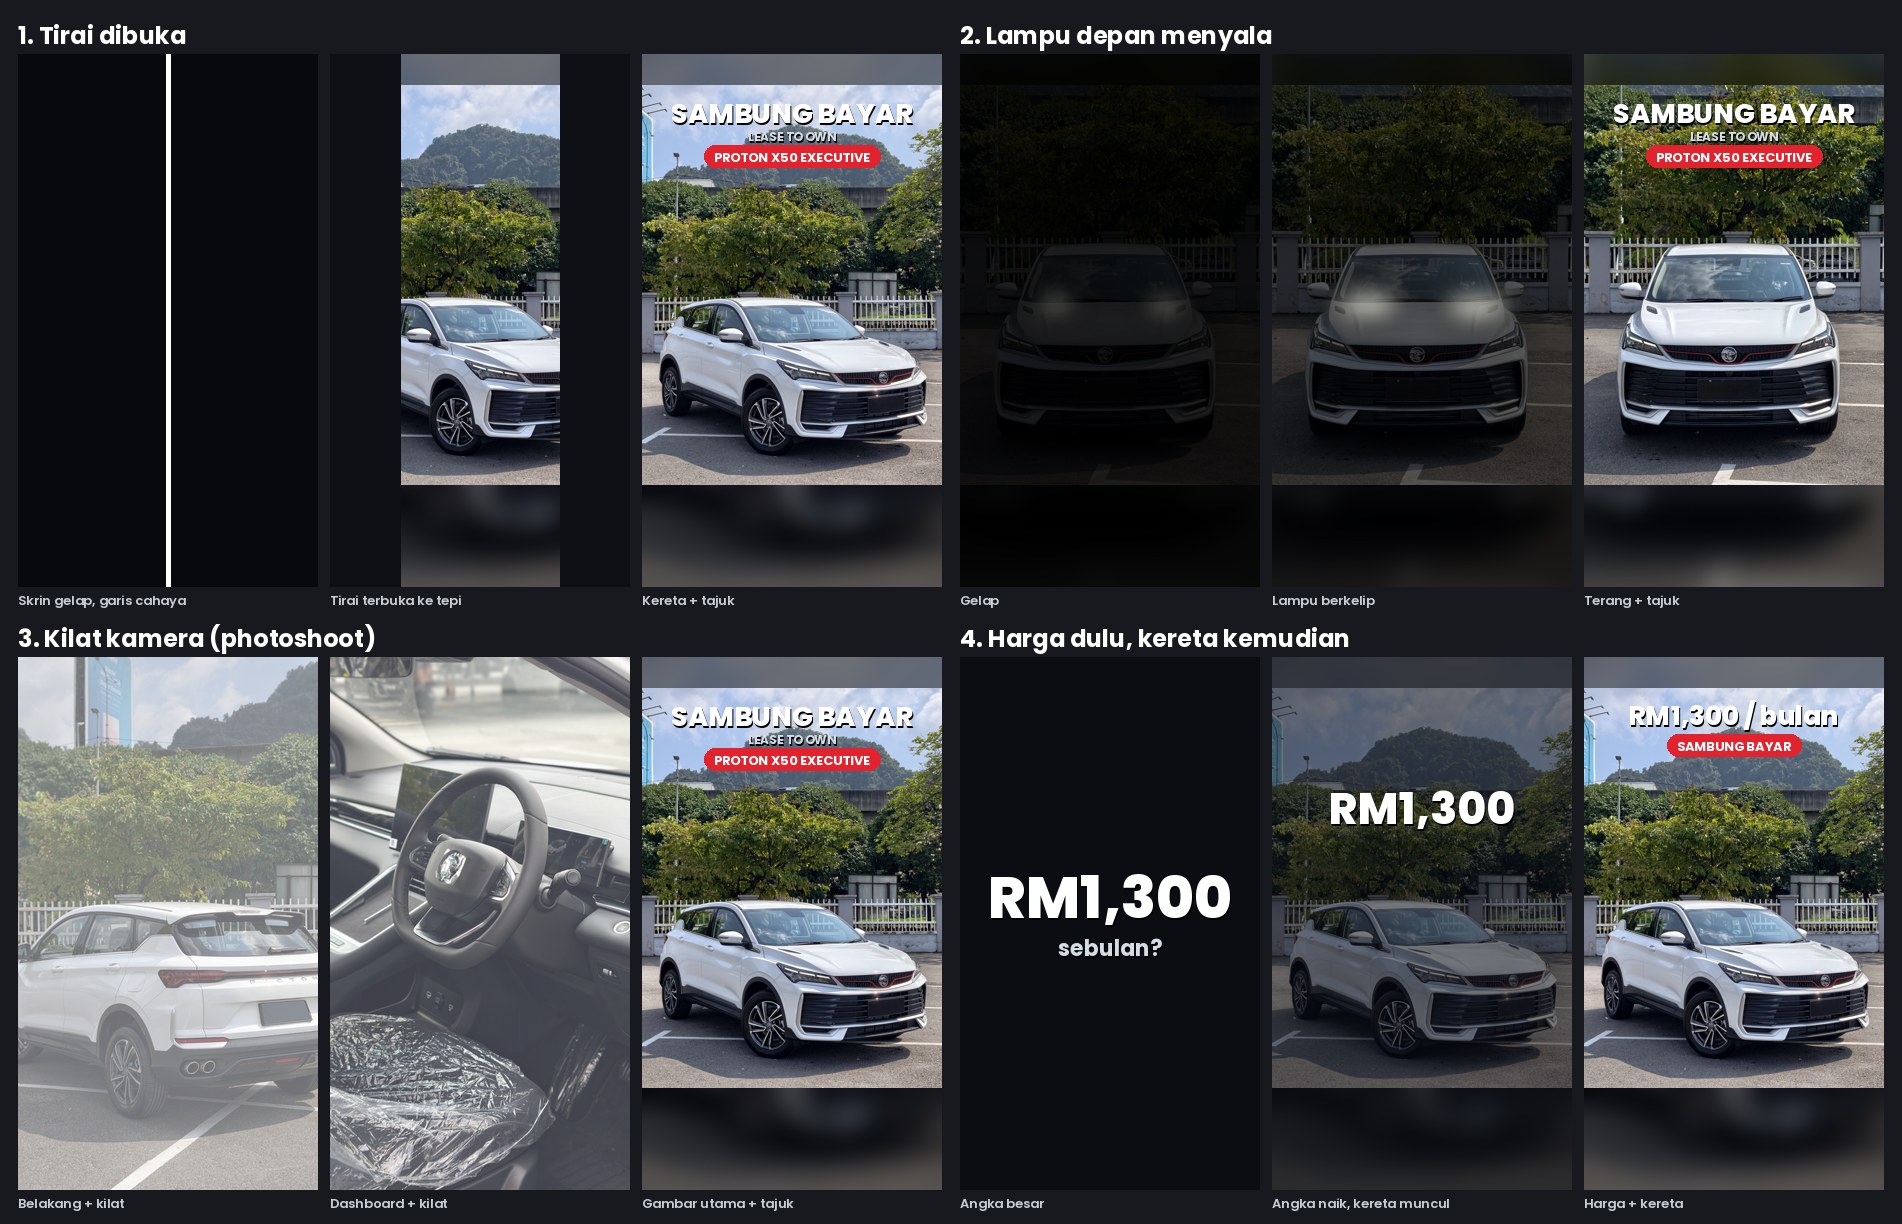 1. Tirai dibuka
SAMBUNG BAYAR
LEASE TO OWN
PROTON X50 EXECUTIVE
Skrin gelap, garis cahaya
Tirai terbuka ke tepi
Kereta + tajuk
2. Lampu depan menyala
SAMBUNG BAYAR
LEASE TO OWN
PROTON X50 EXECUTIVE
Gelap
Lampu berkelip
Terang + tajuk
3. Kilat kamera (photoshoot)
SAMBUNG BAYAR
LEASE TO OWN
PROTON X50 EXECUTIVE
Belakang + kilat
Dashboard + kilat
Gambar utama + tajuk
4. Harga dulu, kereta kemudian
RM1,300
sebulan?
RM1,300
RM1,300 / bulan
SAMBUNG BAYAR
Angka besar
Angka naik, kereta muncul
Harga + kereta